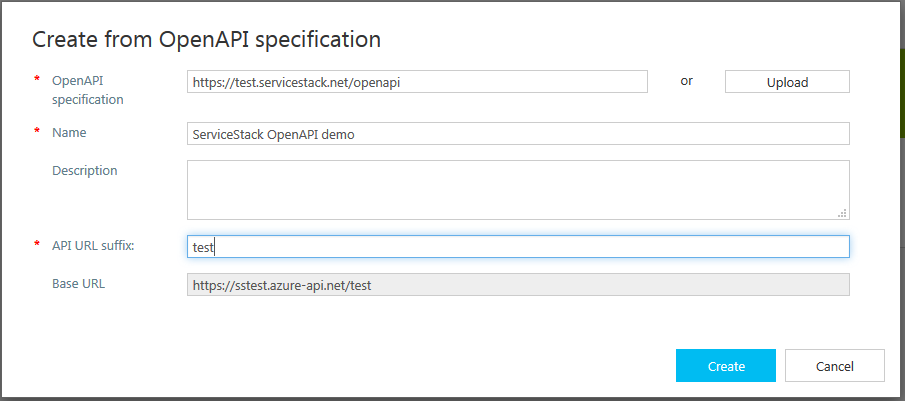 Create from OpenAPI specification
* OpenAPI specification
https://test.servicestack.net/openapi
or
Upload
* Name
ServiceStack OpenAPI demo
Description
* API URL suffix:
test
Base URL
https://sstest.azure-api.net/test
Create
Cancel